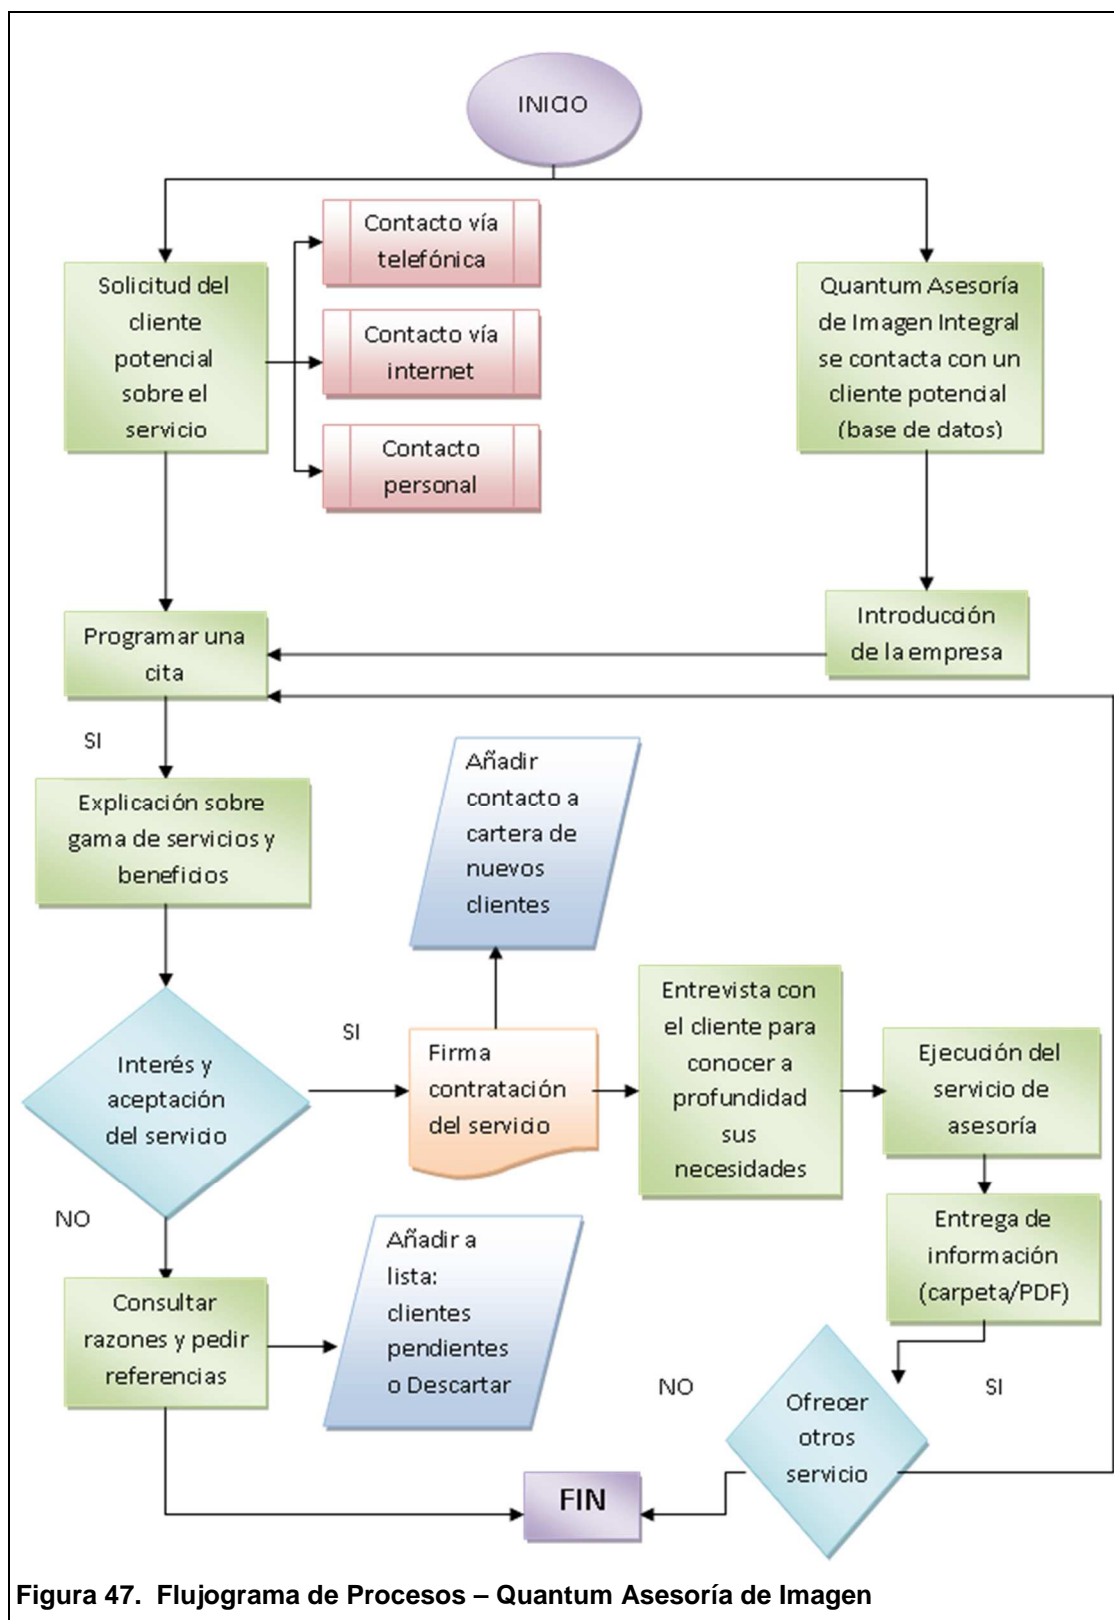 INICIO
Contacto vía
telefónica
Solicitud del
cliente
potencial
sobre el
servicio
Contacto vía
internet
Contacto
personal
Quantum Asesoría
de Imagen Integral
se contacta con un
cliente potencial
(base de datos)
Introducción
de la empresa
Programar una
cita
SI
Explicación sobre
gama de servicios y
beneficios
Añadir
contacto a
cartera de
nuevos
clientes
Interés y
aceptación
del servicio
SI
Firma
contratación
del servicio
Entrevista con
el cliente para
conocer a
profundidad
sus
necesidades
Ejecución del
servicio de
asesoría
NO
Entrega de
información
(carpeta/PDF)
Consultar
razones y pedir
referencias
Añadir a
lista:
clientes
pendientes
o Descartar
NO
SI
Ofrecer
otros
servicio
FIN
Figura 47. Flujograma de Procesos – Quantum Asesoría de Imagen